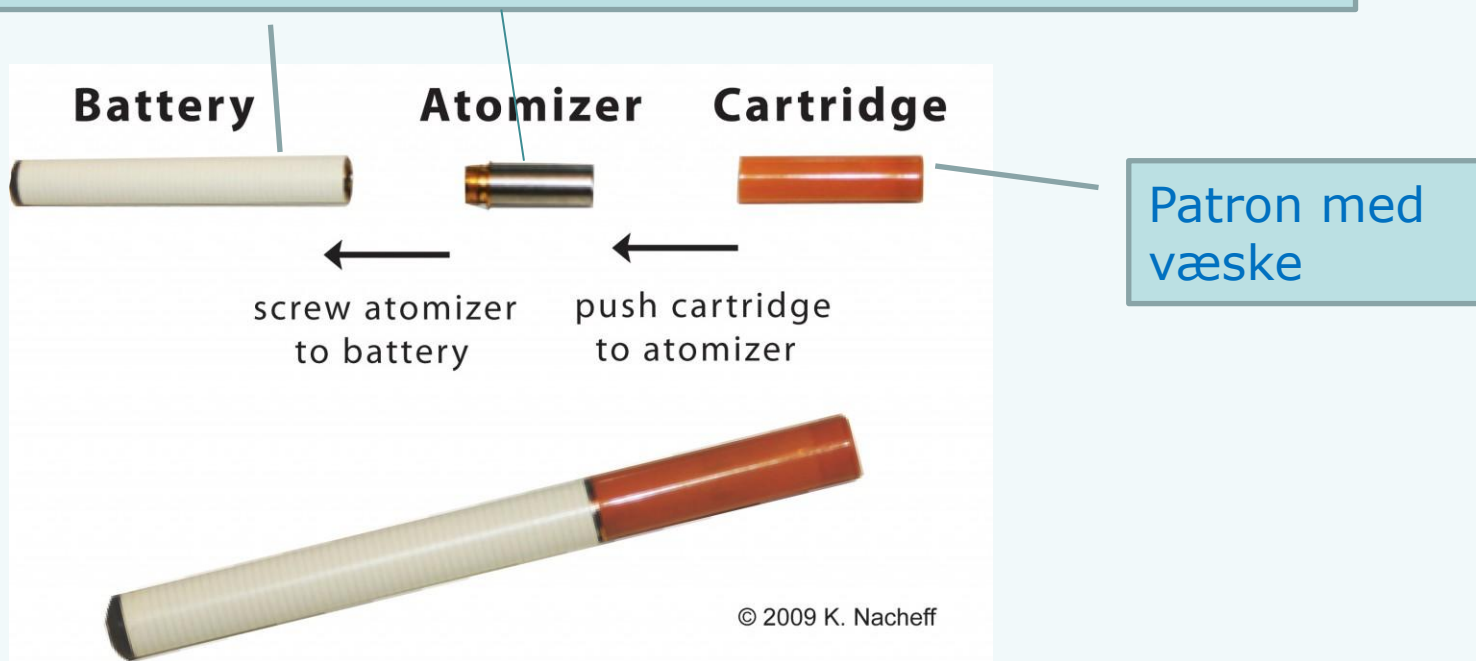 Battery Atomizer Cartridge
Patron med
væske
screw atomizer
to battery
push cartridge
to atomizer
© 2009 K. Nacheff